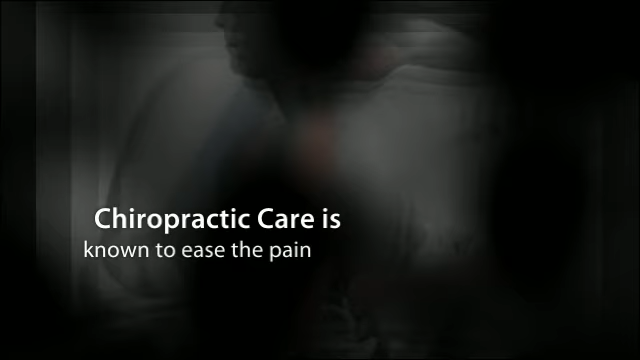 Chiropractic Care is
known to ease the pain